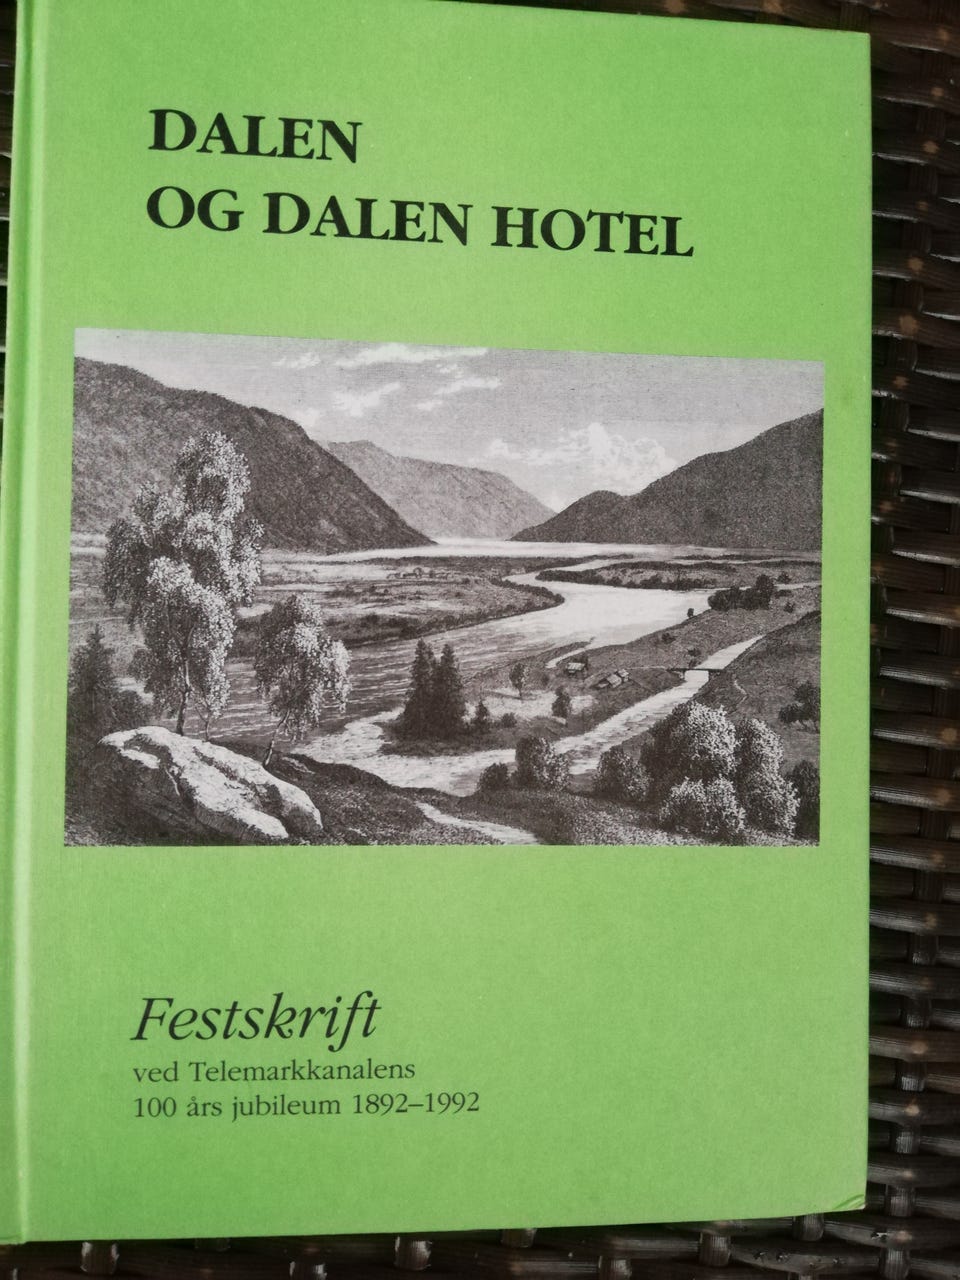 DALEN
OG DALEN HOTEL
Festskrift
ved Telemarkkanalens
100 års jubileum 1892–1992